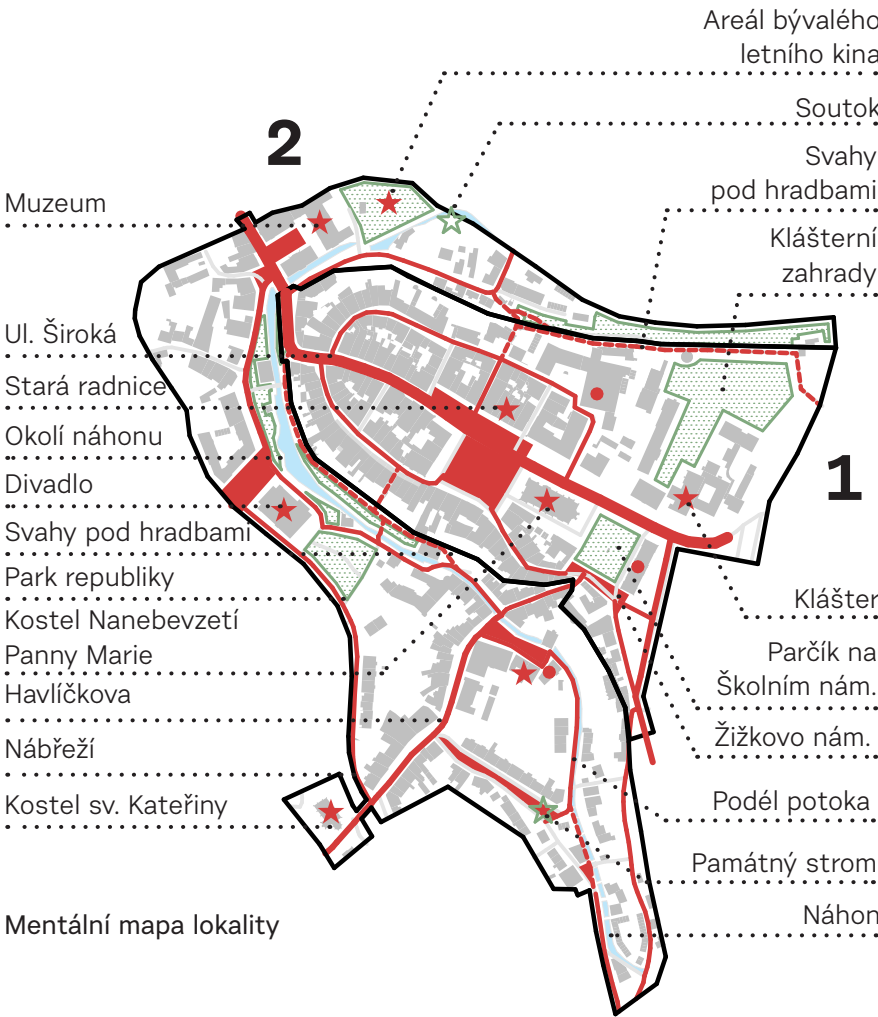 Areál bývalého
letního kina
Soutok
2
Svahy
pod hradbami
Muzeum
Klášterní
zahrady
Ul. Široká
Stará radnice
Okolí náhonu
1
Divadlo
Svahy pod hradbami
Park republiky
Klášter
Kostel Nanebevzetí
Panny Marie
Parčík na
Školním nám.
Havlíčkova
Žižkovo nám.
Nábřeží
Kostel sv. Kateřiny
Podél potoka
Památný strom
Náhon
Mentální mapa lokality